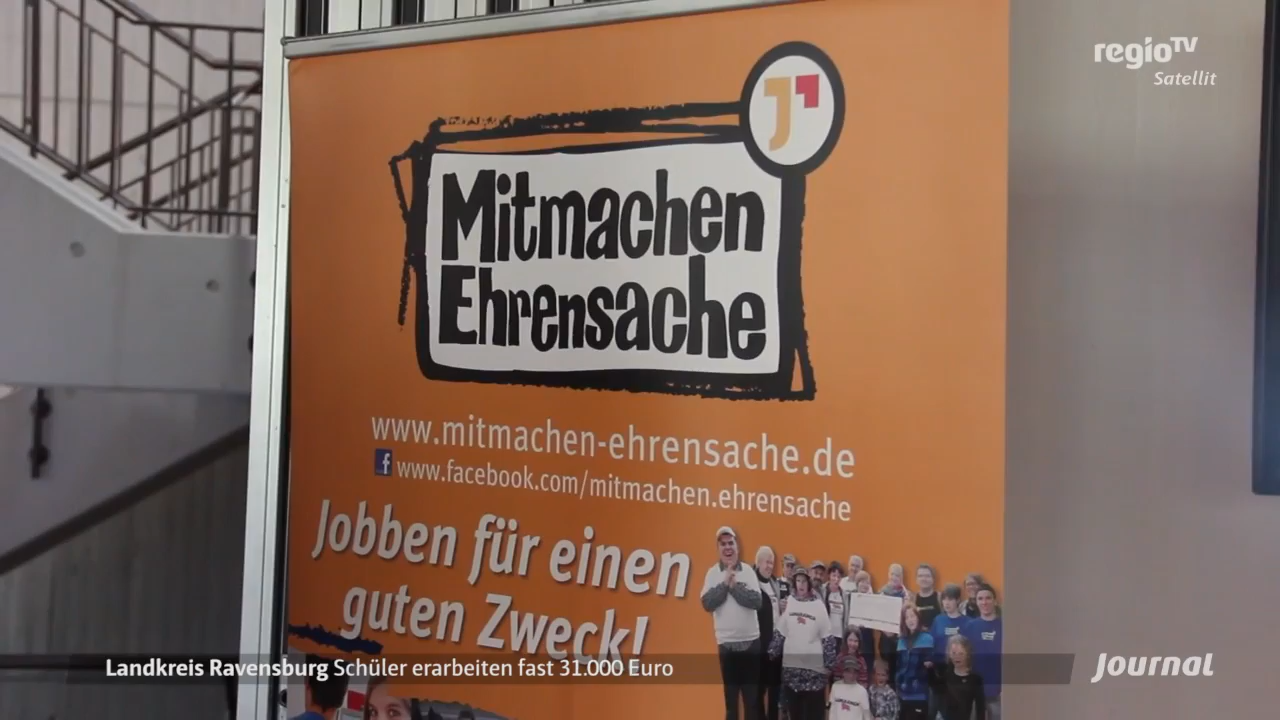 regioTV
Satellit
J
Mitmachen
Ehrensache
www.mitmachen-ehrensache.de
f www.facebook.com/mitmachen.ehrensache
Jobben für einen
guten Zweck!
Landkreis Ravensburg Schüler erarbeiten fast 31.000 Euro
Journal